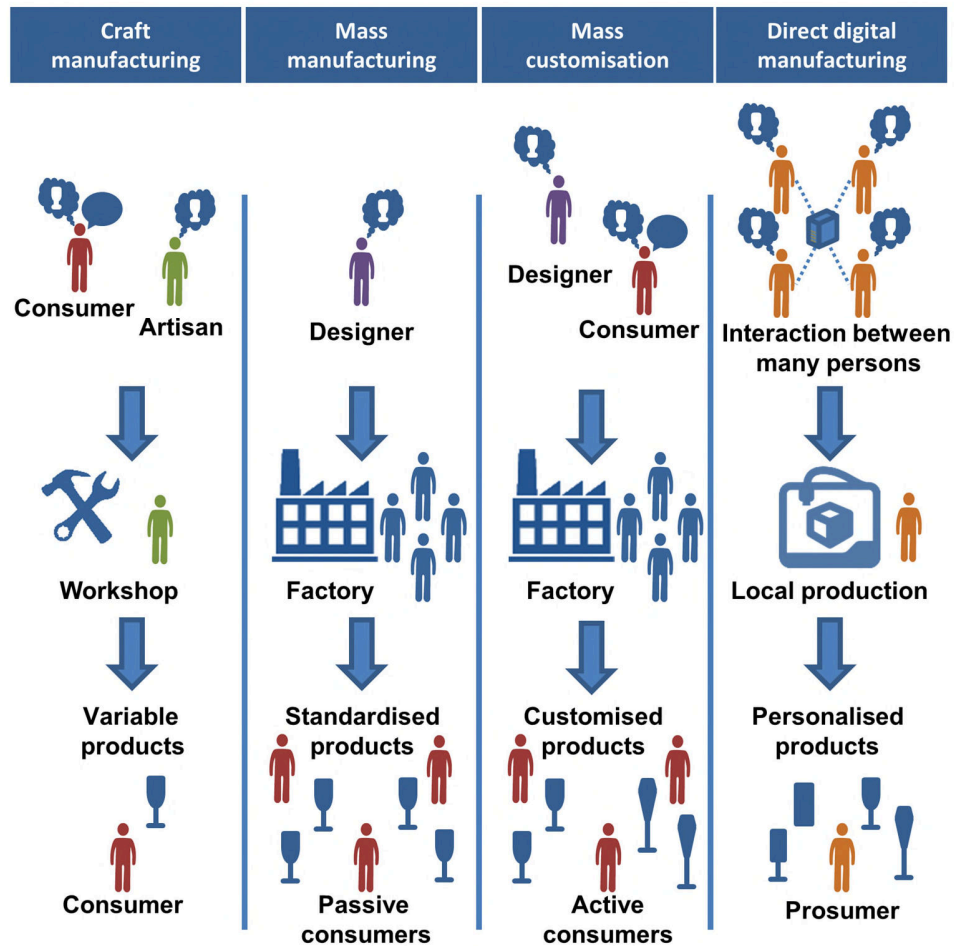 Craft
manufacturing
Mass
manufacturing
Mass
customisation
Direct digital
manufacturing
Consumer
Artisan
Designer
Designer
Consumer
Interaction between
many persons
Workshop
Factory
Factory
Local production
Variable
products
Standardised
products
Customised
products
Personalised
products
Consumer
Passive
consumers
Active
consumers
Prosumer